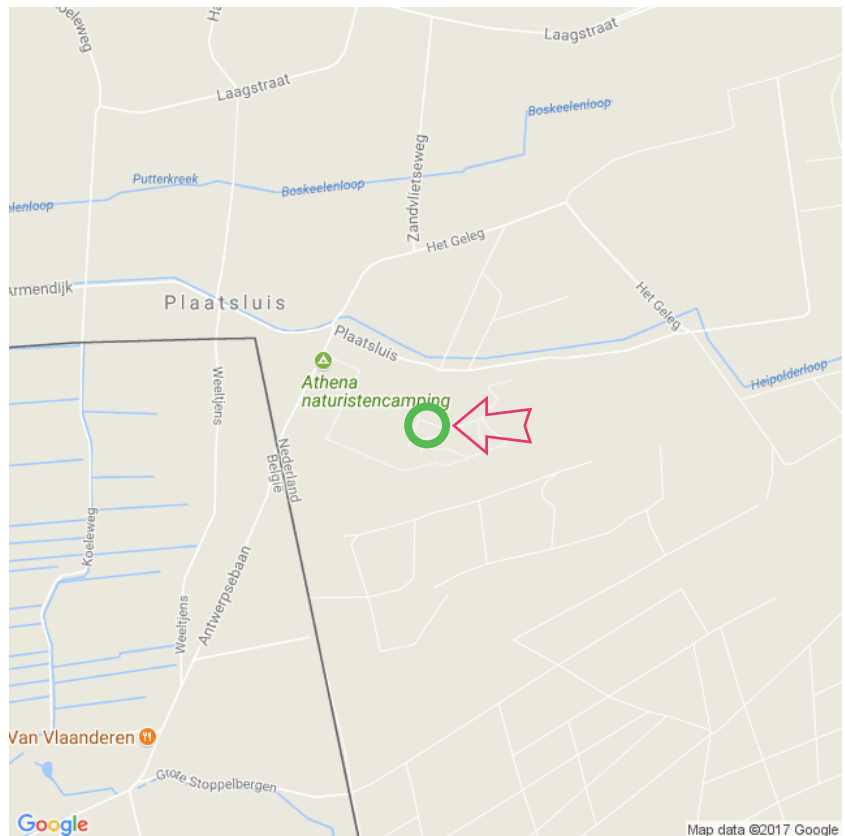 Laagstraat
Laagstraat
Boskeelenloop
Putterkreek
Boskeelenloop
Zandvlietseweg
Het Geleg
Armendijk
Plaatsluis
Het Geleg
Plaatsluis
Athena
naturistencamping
Heipolderloop
Weeltjens
Nederland
België
Koeleweg
Antwerpsebaan
Weeltjens
Van Vlaanderen
Grote Stoppelbergen
Google
Map data ©2017 Google